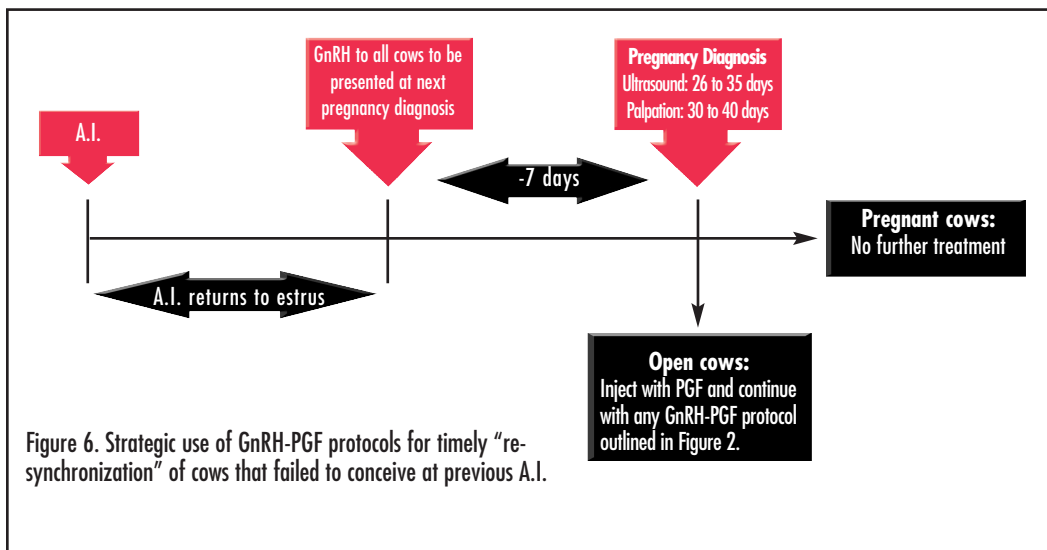 A.I.
GnRH to all cows to be
presented at next
pregnancy diagnosis
Pregnancy Diagnosis
Ultrasound: 26 to 35 days
Palpation: 30 to 40 days
-7 days
A.I. returns to estrus
Pregnant cows:
No further treatment
Open cows:
Inject with PGF and continue
with any GnRH-PGF protocol
outlined in Figure 2.
Figure 6. Strategic use of GnRH-PGF protocols for timely “re-
synchronization” of cows that failed to conceive at previous A.I.